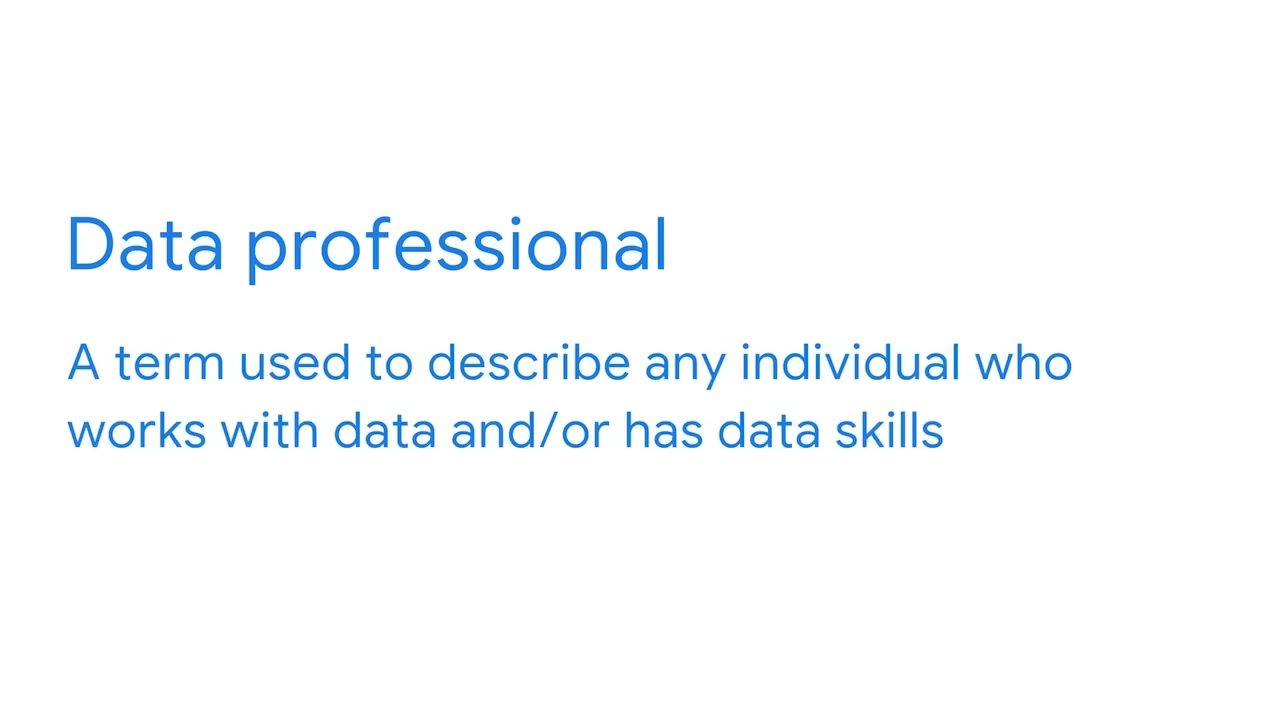 Data professional
A term used to describe any individual who
works with data and/or has data skills